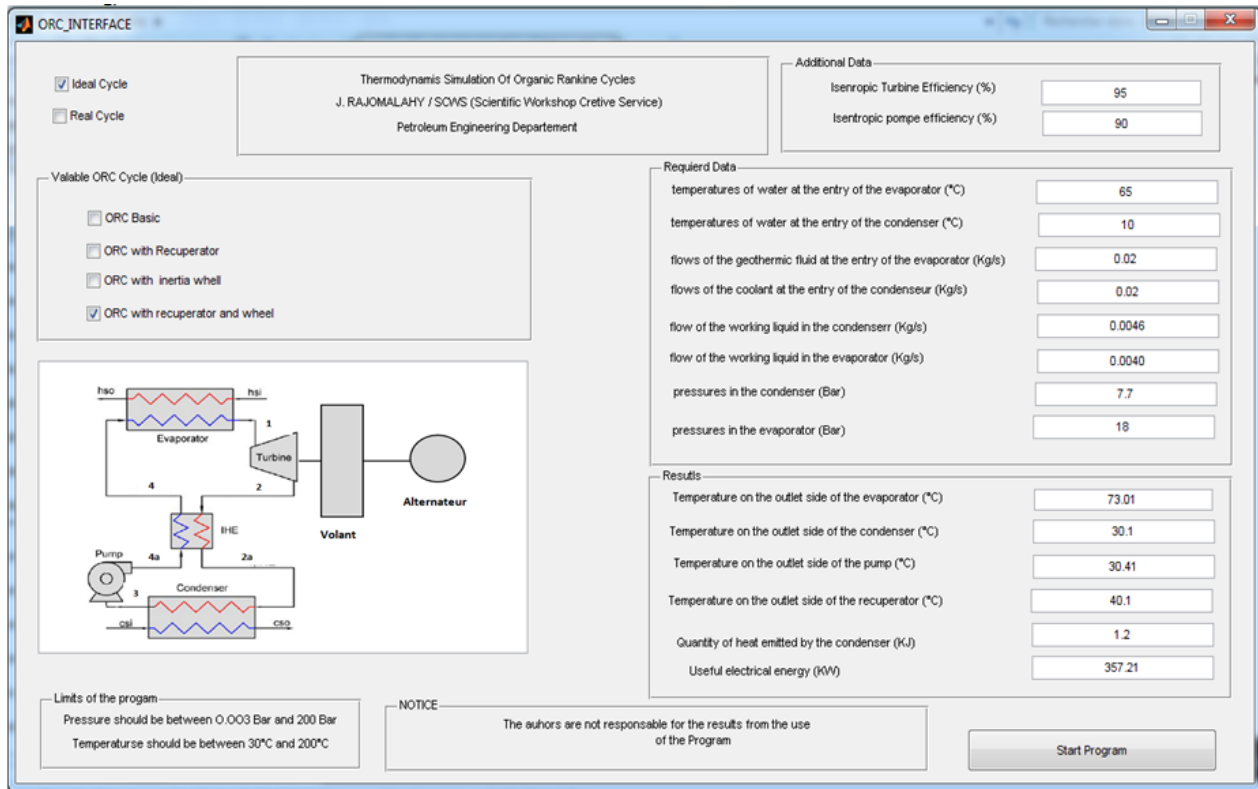 ORC_INTERFACE
Ideal Cycle
Real Cycle
Thermodynamis Simulation Of Organic Rankine Cycles
J. RAJOMALAHY / SOWS (Scientific Workshop Cretive Service)
Petroleum Engineering Departement
Additional Data
Isenropic Turbine Efficiency (%)
95
Isentropic pompe efficiency (%)
90
Valable ORC Cycle (Ideal)
ORC Basic
ORC with Recuperator
ORC with inertia whell
ORC with recuperator and wheel
Requierd Data
temperatures of water at the entry of the evaporator (°C)
65
temperatures of water at the entry of the condenser (°C)
10
flows of the geothermic fluid at the entry of the evaporator (Kg/s)
0.02
flows of the coolant at the entry of the condenseur (Kg/s)
0.02
flow of the working liquid in the condenserr (Kg/s)
0.0046
flow of the working liquid in the evaporator (Kg/s)
0.0040
pressures in the condenser (Bar)
7.7
pressures in the evaporator (Bar)
18
hso
hsi
Evaporator
1
Turbine
2
4
IHE
Volant
Alternateur
Pump
4a
2a
3
Condenser
csi
cso
Resutls
Temperature on the outlet side of the evaporator (°C)
73.01
Temperature on the outlet side of the condenser (°C)
30.1
Temperature on the outlet side of the pump (°C)
30.41
Temperature on the outlet side of the recuperator (°C)
40.1
Quantity of heat emitted by the condenser (KJ)
1.2
Useful electrical energy (KW)
357.21
Limits of the progam
Pressure should be between O.OO3 Bar and 200 Bar
Temperaturse should be between 30°C and 200°C
NOTICE
The auhors are not responsable for the results from the use
of the Program
Start Program